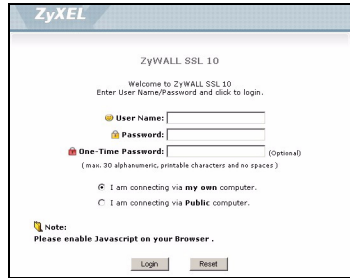 ZyXEL
ZyWALL SSL 10
Welcome to ZyWALL SSL 10
Enter User Name/Password and click to login.
User Name:
Password:
One-Time Password: (Optional)
( max. 30 alphanumeric, printable characters and no spaces )
I am connecting via my own computer.
I am connecting via Public computer.
Note:
Please enable Javascript on your Browser .
Login Reset